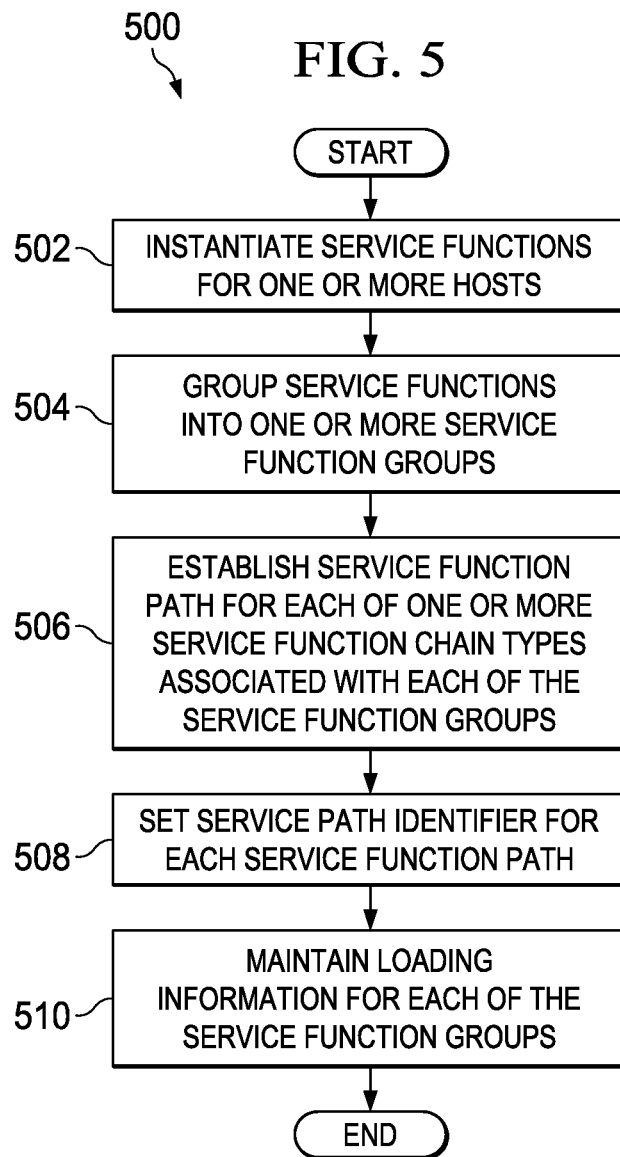 500
FIG. 5
START
502
INSTANTIATE SERVICE FUNCTIONS
FOR ONE OR MORE HOSTS
504
GROUP SERVICE FUNCTIONS
INTO ONE OR MORE SERVICE
FUNCTION GROUPS
506
ESTABLISH SERVICE FUNCTION
PATH FOR EACH OF ONE OR MORE
SERVICE FUNCTION CHAIN TYPES
ASSOCIATED WITH EACH OF THE
SERVICE FUNCTION GROUPS
508
SET SERVICE PATH IDENTIFIER FOR
EACH SERVICE FUNCTION PATH
510
MAINTAIN LOADING
INFORMATION FOR EACH OF THE
SERVICE FUNCTION GROUPS
END